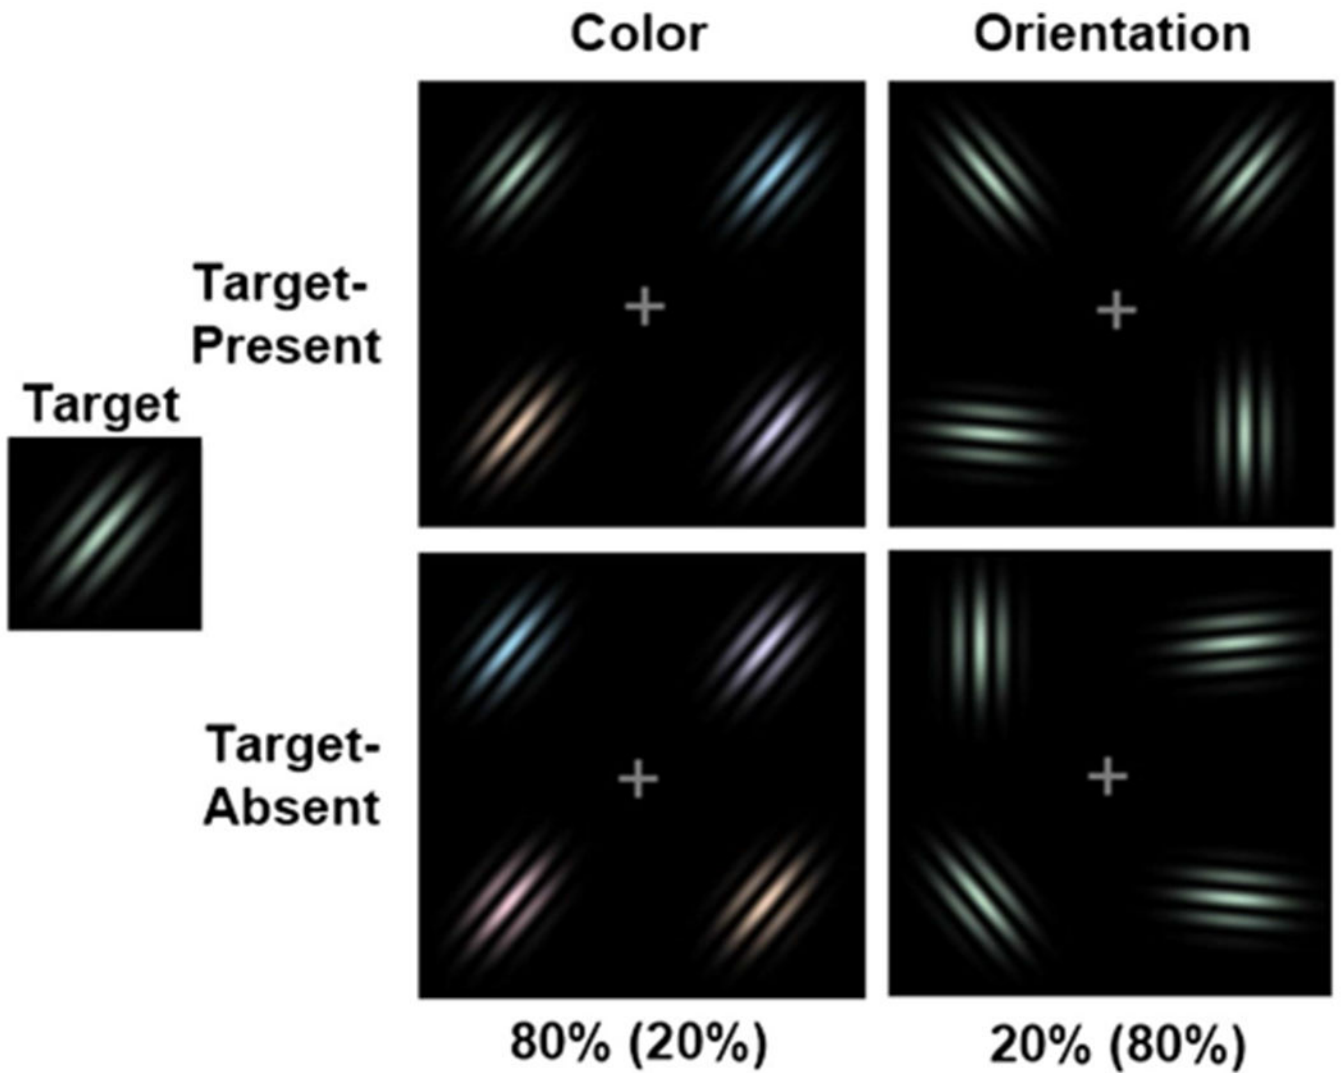 Color
Orientation
Target-
Present
Target
Target-
Absent
80% (20%)
20% (80%)